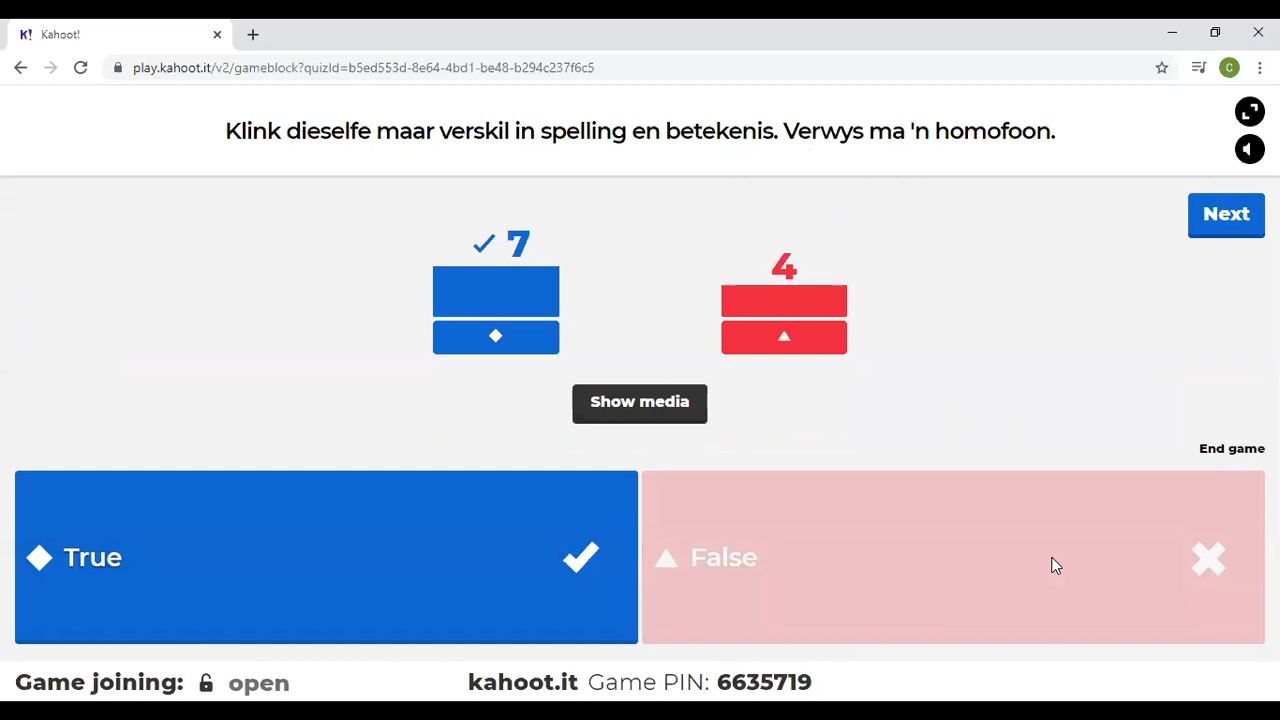 K! Kahoot!
play.kahoot.it/v2/gameblock?quizId=b5ed553d-8e64-4bd1-be48-b294c237f6c5
C
Klink dieselfe maar verskil in spelling en betekenis. Verwys ma 'n homofoon.
Next
7
4
Show media
End game
True
False
Game joining: open
kahoot.it Game PIN: 6635719